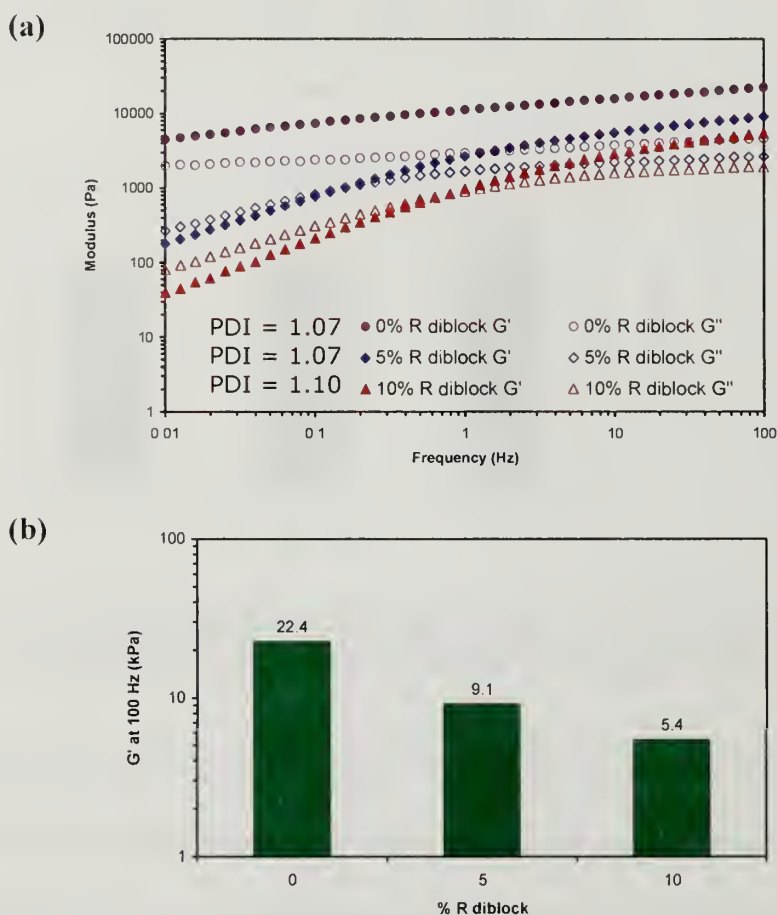 (a)
100000
10000
1000
100
10
1
Modulus (Pa)
PDI = 1.07 0% R diblock G' 0% R diblock G"
PDI = 1.07 5% R diblock G' 5% R diblock G"
PDI = 1.10 10% R diblock G' 10% R diblock G"
0 01 0 1 1 10 100
Frequency (Hz)
(b)
100
10
1
G' at 100 Hz (kPa)
22.4
9.1
5.4
0 5 10
% R diblock